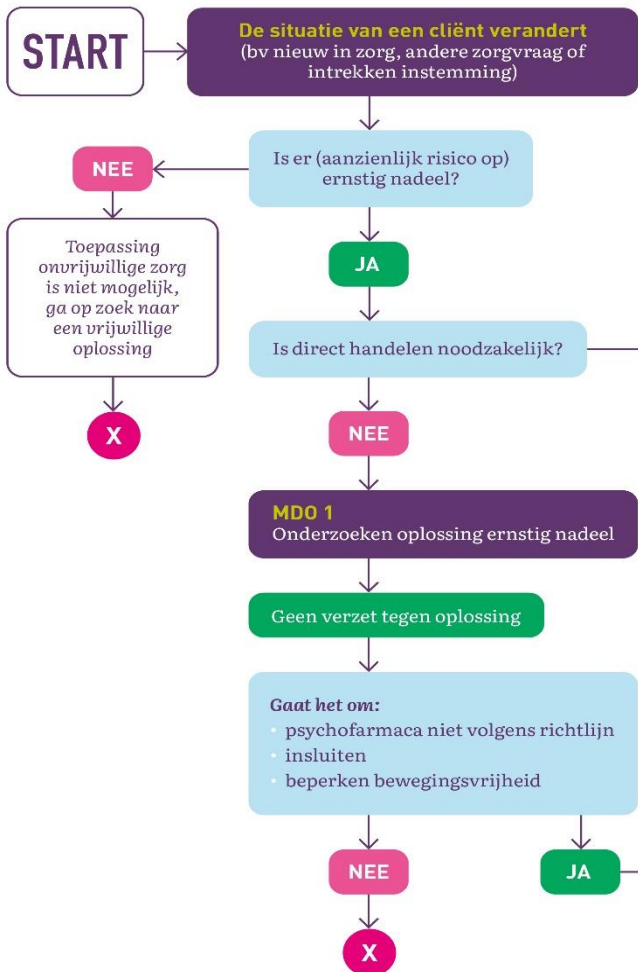 START
De situatie van een cliënt verandert
(bv nieuw in zorg, andere zorgvraag of
intrekken instemming)
Is er (aanzienlijk risico op)
ernstig nadeel?
NEE
Toepassing
onvrijwillige zorg
is niet mogelijk,
ga op zoek naar
een vrijwillige
oplossing
X
JA
Is direct handelen noodzakelijk?
NEE
MDO 1
Onderzoeken oplossing ernstig nadeel
Geen verzet tegen oplossing
Gaat het om:
• psychofarmaca niet volgens richtlijn
• insluiten
• beperken bewegingsvrijheid
NEE
JA
X